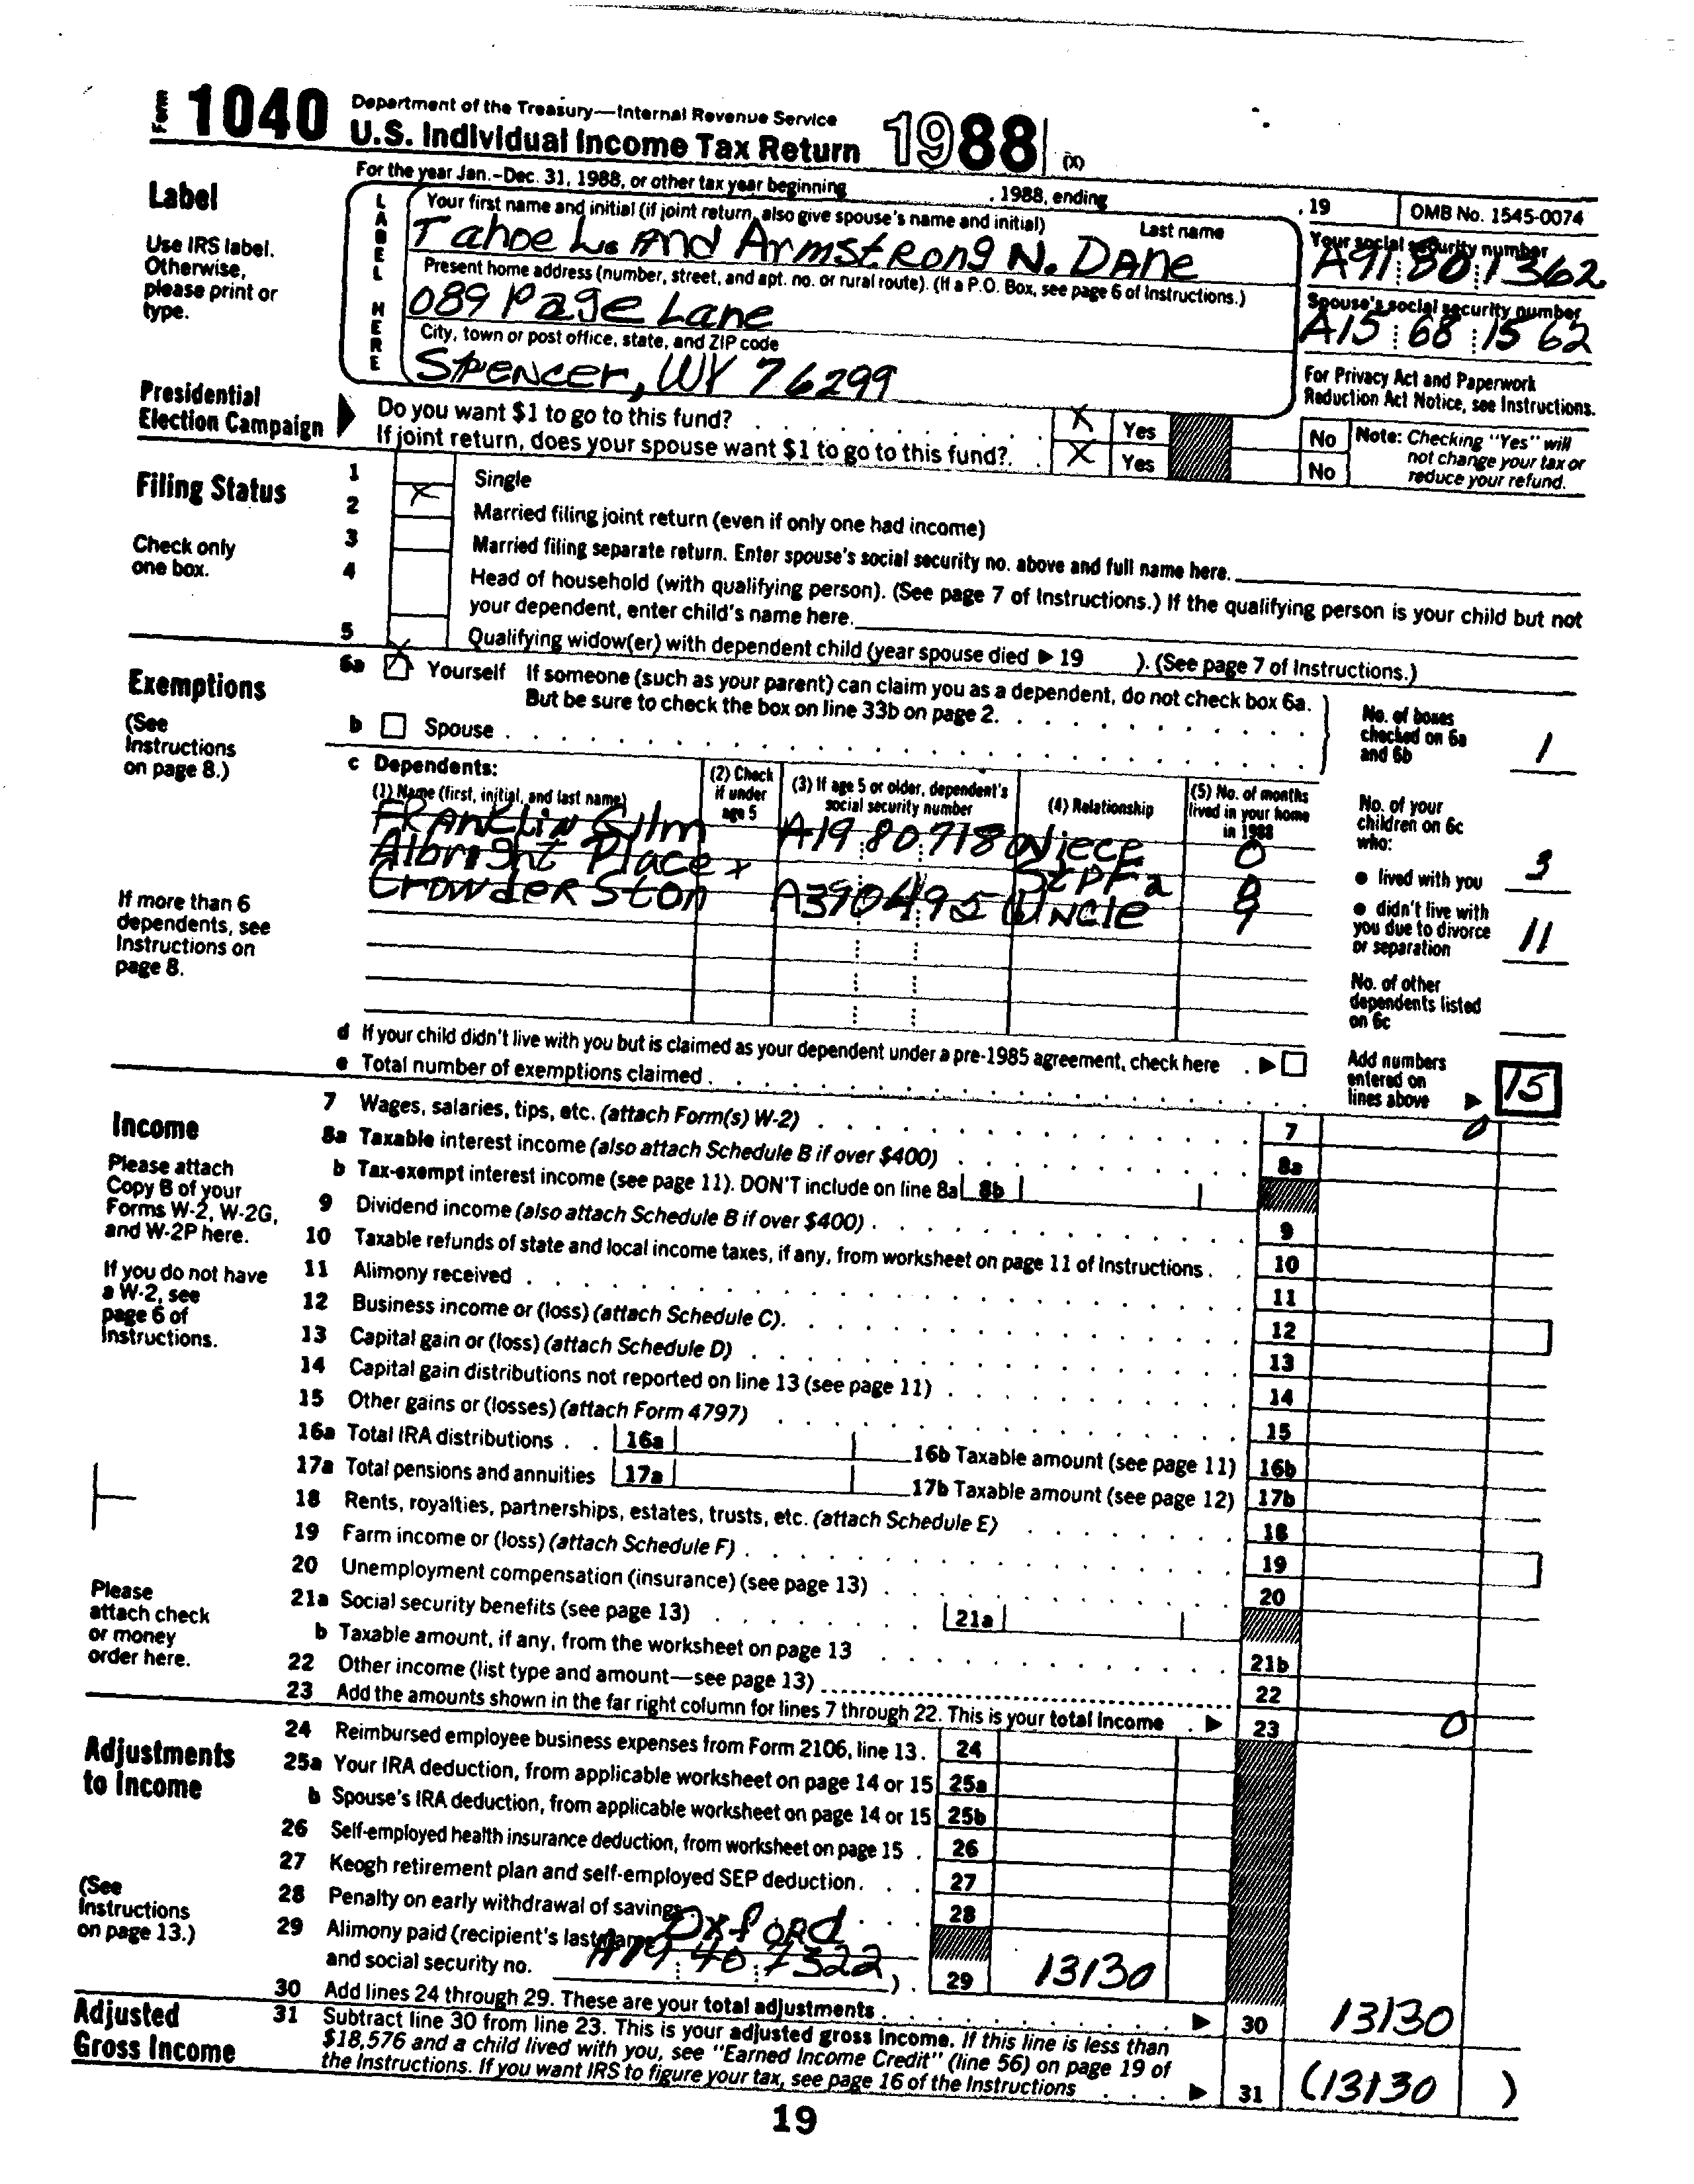 Form 1040 Department of the Treasury—Internal Revenue Service
U.S. Individual Income Tax Return 1988 (X)
For the year Jan.-Dec. 31, 1988, or other tax year beginning , 1988, ending , 19 OMB No. 1545-0074
Label
Use IRS label.
Otherwise,
please print or
type.
LABEL HERE
Your first name and initial (if joint return, also give spouse's name and initial) Last name
Tahoe L. AND Armstrong N. DAne
Your social security number
A91 80 1362
Present home address (number, street, and apt. no. or rural route). (If a P.O. Box, see page 6 of Instructions.)
089 Page Lane
Spouse's social security number
A15 68 1562
City, town or post office, state, and ZIP code
Spencer, WY 76299
For Privacy Act and Paperwork
Reduction Act Notice, see Instructions.
Presidential
Election Campaign
Do you want $1 to go to this fund? X Yes No
If joint return, does your spouse want $1 to go to this fund? X Yes No
Note: Checking "Yes" will
not change your tax or
reduce your refund.
Filing Status
Check only
one box.
1 Single
2 X Married filing joint return (even if only one had income)
3 Married filing separate return. Enter spouse's social security no. above and full name here.
4 Head of household (with qualifying person). (See page 7 of Instructions.) If the qualifying person is your child but not
your dependent, enter child's name here.
5 Qualifying widow(er) with dependent child (year spouse died ▶ 19 ). (See page 7 of Instructions.)
Exemptions
(See
Instructions
on page 8.)
6a X Yourself If someone (such as your parent) can claim you as a dependent, do not check box 6a.
But be sure to check the box on line 33b on page 2.
b Spouse
No. of boxes
checked on 6a
and 6b 1
c Dependents:
(1) Name (first, initial, and last name)
(2) Check
if under
age 5
(3) If age 5 or older, dependent's
social security number
(4) Relationship
(5) No. of months
lived in your home
in 1988
FRANKLIN Gilm A19 80 7180 Niece 0
Albright Place x StpFa 8
Crowder Ston A39 04 9510 Uncle 9
If more than 6
dependents, see
Instructions on
page 8.
No. of your
children on 6c
who:
● lived with you 3
● didn't live with
you due to divorce
or separation 11
No. of other
dependents listed
on 6c
d If your child didn't live with you but is claimed as your dependent under a pre-1985 agreement, check here ▶
e Total number of exemptions claimed
Add numbers
entered on
lines above ▶ 15
Income
Please attach
Copy B of your
Forms W-2, W-2G,
and W-2P here.
If you do not have
a W-2, see
page 6 of
Instructions.
Please
attach check
or money
order here.
7 Wages, salaries, tips, etc. (attach Form(s) W-2) 7 0
8a Taxable interest income (also attach Schedule B if over $400) 8a
b Tax-exempt interest income (see page 11). DON'T include on line 8a 8b
9 Dividend income (also attach Schedule B if over $400) 9
10 Taxable refunds of state and local income taxes, if any, from worksheet on page 11 of Instructions 10
11 Alimony received 11
12 Business income or (loss) (attach Schedule C). 12
13 Capital gain or (loss) (attach Schedule D) 13
14 Capital gain distributions not reported on line 13 (see page 11) 14
15 Other gains or (losses) (attach Form 4797) 15
16a Total IRA distributions 16a 16b Taxable amount (see page 11) 16b
17a Total pensions and annuities 17a 17b Taxable amount (see page 12) 17b
18 Rents, royalties, partnerships, estates, trusts, etc. (attach Schedule E) 18
19 Farm income or (loss) (attach Schedule F) 19
20 Unemployment compensation (insurance) (see page 13) 20
21a Social security benefits (see page 13) 21a
b Taxable amount, if any, from the worksheet on page 13 21b
22 Other income (list type and amount—see page 13) 22
23 Add the amounts shown in the far right column for lines 7 through 22. This is your total income ▶ 23 0
Adjustments
to Income
(See
Instructions
on page 13.)
24 Reimbursed employee business expenses from Form 2106, line 13. 24
25a Your IRA deduction, from applicable worksheet on page 14 or 15 25a
b Spouse's IRA deduction, from applicable worksheet on page 14 or 15 25b
26 Self-employed health insurance deduction, from worksheet on page 15 26
27 Keogh retirement plan and self-employed SEP deduction 27
28 Penalty on early withdrawal of savings 28
29 Alimony paid (recipient's last name Oxford
and social security no. A19 40 7322 ) 29 13130
30 Add lines 24 through 29. These are your total adjustments ▶ 30 13130
Adjusted
Gross Income
31 Subtract line 30 from line 23. This is your adjusted gross income. If this line is less than
$18,576 and a child lived with you, see "Earned Income Credit" (line 56) on page 19 of
the Instructions. If you want IRS to figure your tax, see page 16 of the Instructions ▶ 31 (13130 )
19